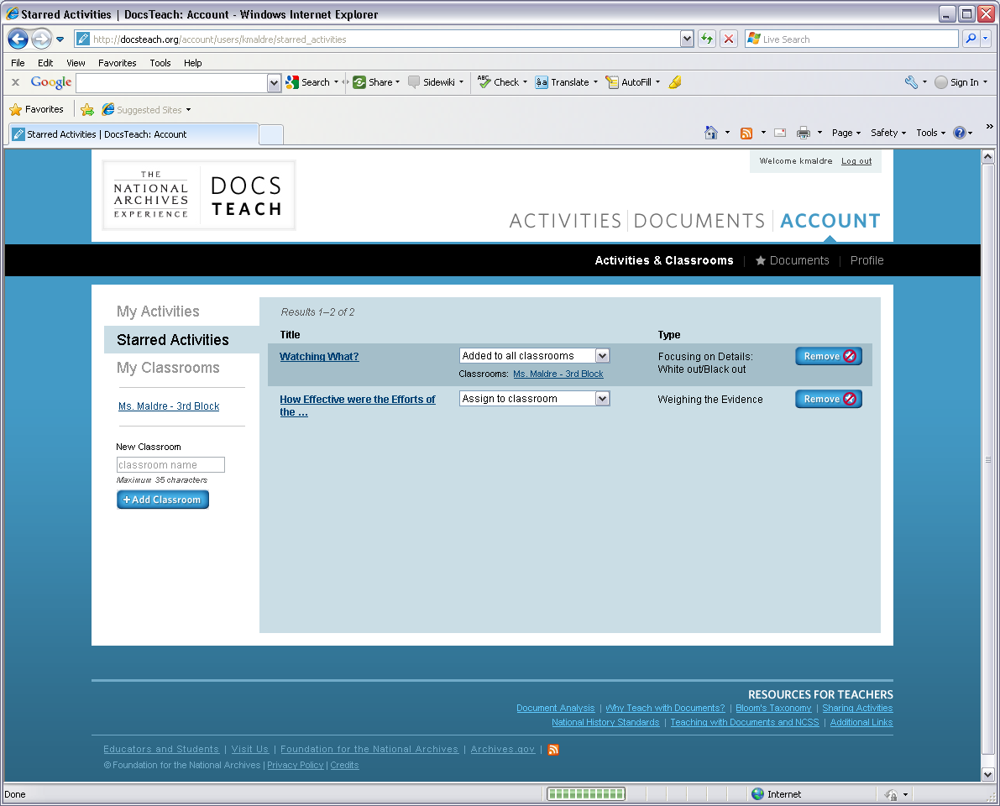 Starred Activities | DocsTeach: Account - Windows Internet Explorer
http://docsteach.org/account/users/kmaldre/starred_activities
Live Search
File Edit View Favorites Tools Help
x Google Search Share Sidewiki ABC Check âa Translate AutoFill Sign In
Favorites Suggested Sites
Starred Activities | DocsTeach: Account Page Safety Tools ? »
Welcome kmaldre Log out
THE
NATIONAL
ARCHIVES
EXPERIENCE
DOCS
TEACH
ACTIVITIES | DOCUMENTS | ACCOUNT
Activities & Classrooms | ★ Documents | Profile
My Activities
Starred Activities
My Classrooms
Ms. Maldre - 3rd Block
New Classroom
classroom name
Maximum 35 characters
+ Add Classroom
Results 1–2 of 2
Title Type
Watching What? Added to all classrooms Focusing on Details: Remove
Classrooms: Ms. Maldre - 3rd Block White out/Black out
How Effective were the Efforts of Assign to classroom Weighing the Evidence Remove
the ...
RESOURCES FOR TEACHERS
Document Analysis | Why Teach with Documents? | Bloom's Taxonomy | Sharing Activities
National History Standards | Teaching with Documents and NCSS | Additional Links
Educators and Students | Visit Us | Foundation for the National Archives | Archives.gov |
© Foundation for the National Archives | Privacy Policy | Credits
Done Internet